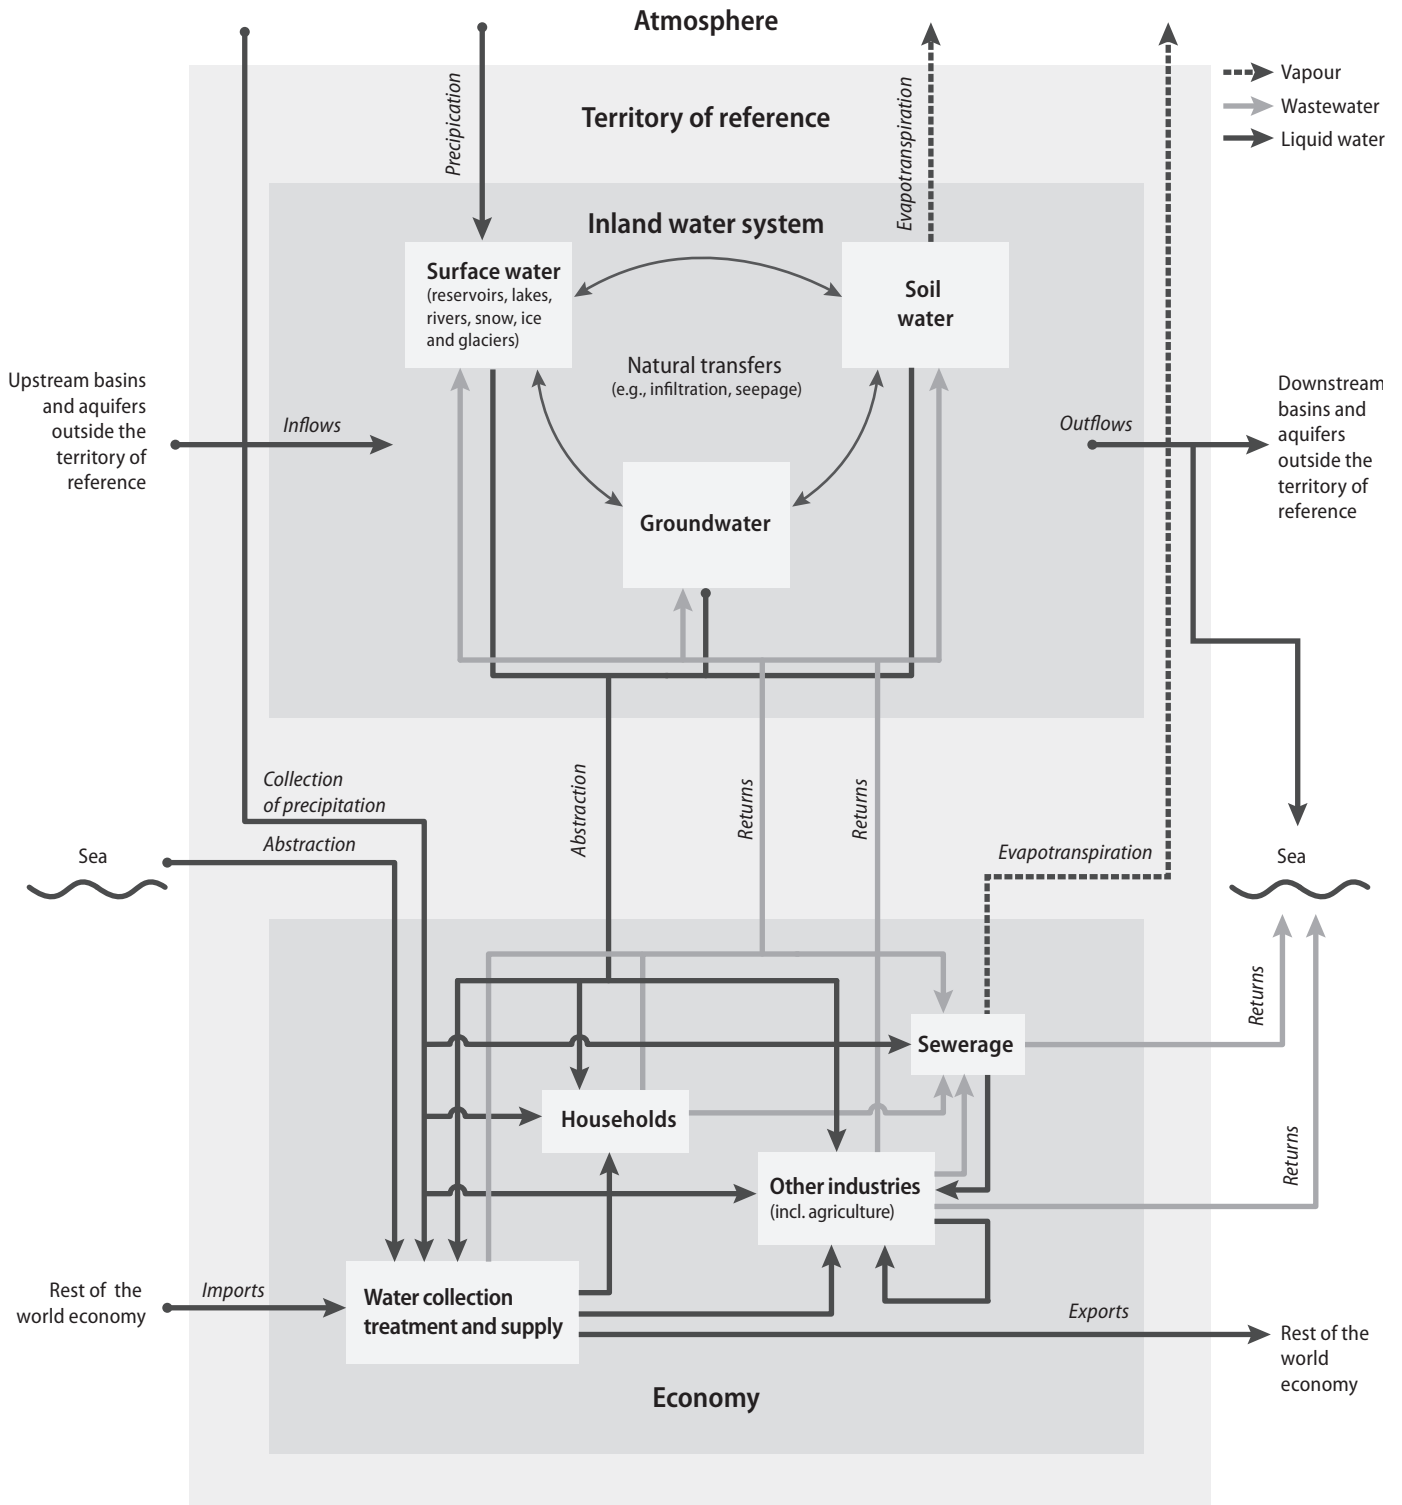 Atmosphere
Vapour
Wastewater
Liquid water
Precipication
Evapotranspiration
Territory of reference
Inland water system
Surface water
(reservoirs, lakes,
rivers, snow, ice
and glaciers)
Soil
water
Natural transfers
(e.g., infiltration, seepage)
Upstream basins
and aquifers
outside the
territory of
reference
Inflows
Outflows
Downstream
basins and
aquifers
outside the
territory of
reference
Groundwater
Collection
of precipitation
Abstraction
Sea
Abstraction
Returns
Returns
Evapotranspiration
Sea
Returns
Sewerage
Households
Other industries
(incl. agriculture)
Returns
Rest of the
world economy
Imports
Water collection
treatment and supply
Exports
Rest of the
world
economy
Economy